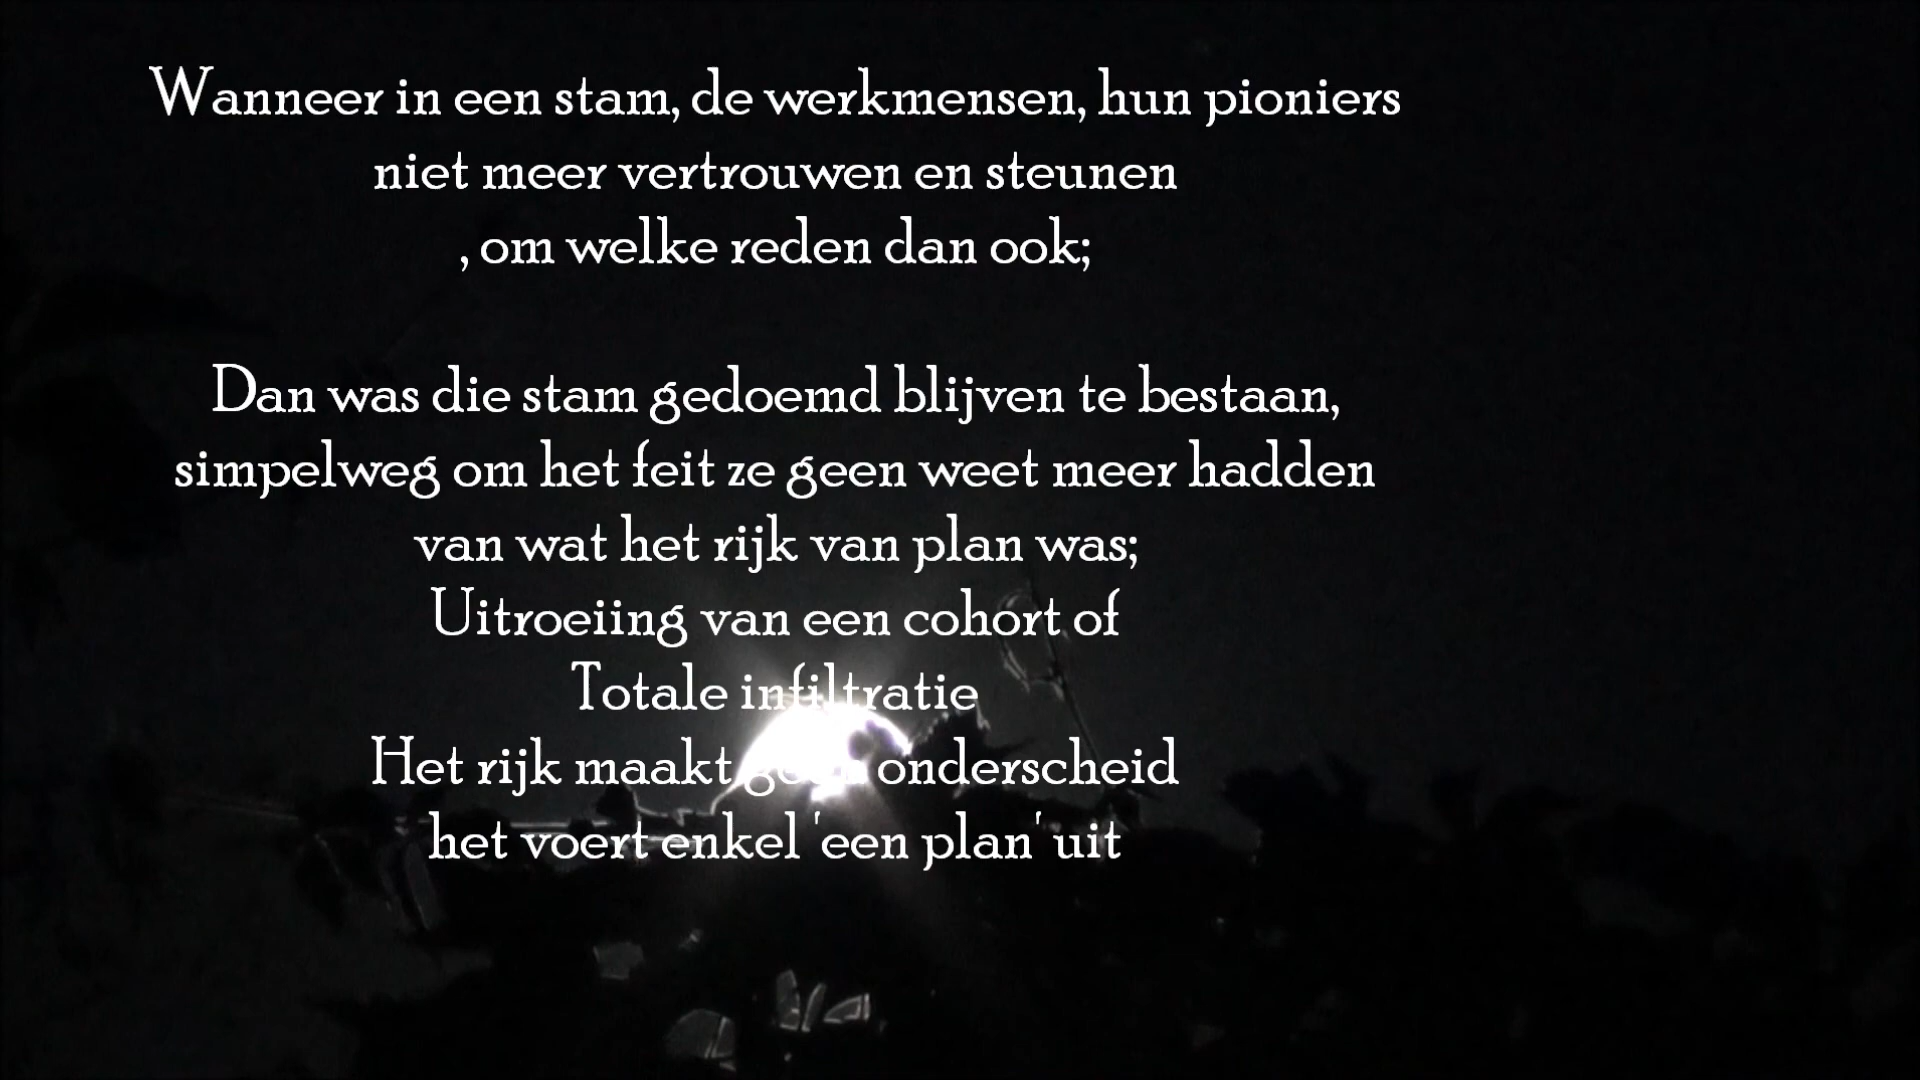 Wanneer in een stam, de werkmensen, hun pioniers
niet meer vertrouwen en steunen
, om welke reden dan ook;
Dan was die stam gedoemd blijven te bestaan,
simpelweg om het feit ze geen weet meer hadden
van wat het rijk van plan was;
Uitroeiing van een cohort of
Totale infiltratie
Het rijk maakt geen onderscheid
het voert enkel 'een plan' uit